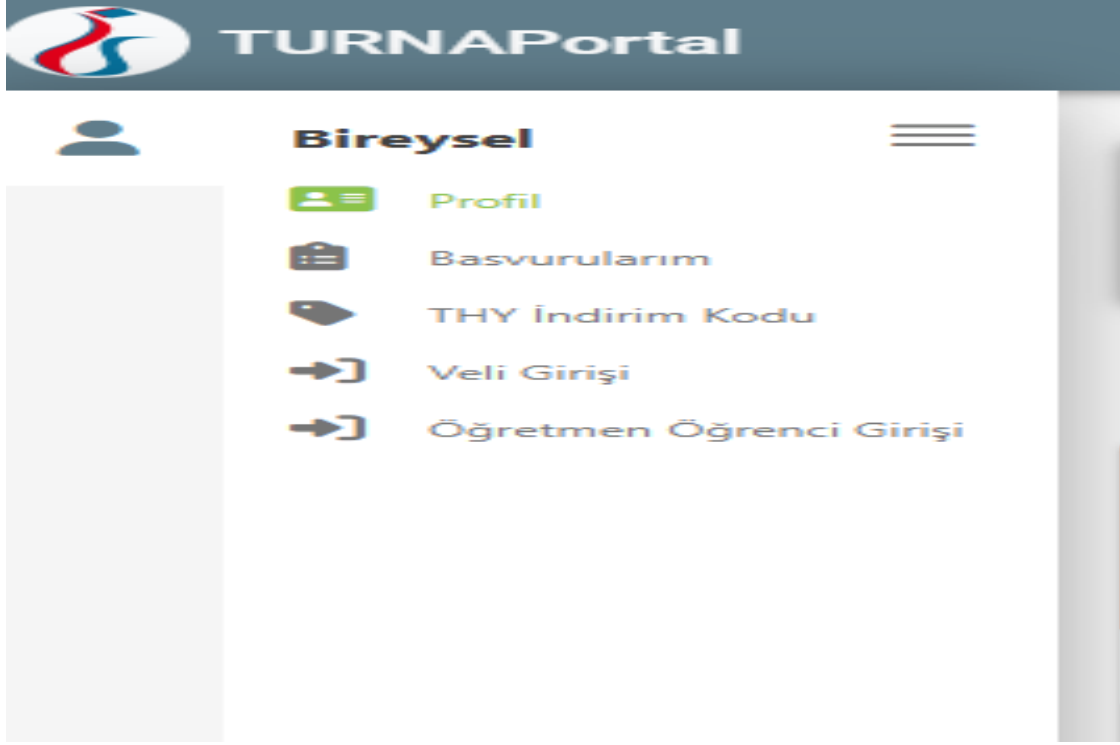 TURNAPortal
Bireysel
Profil
Basvurularım
THY İndirim Kodu
Veli Girişi
Öğretmen Öğrenci Girişi